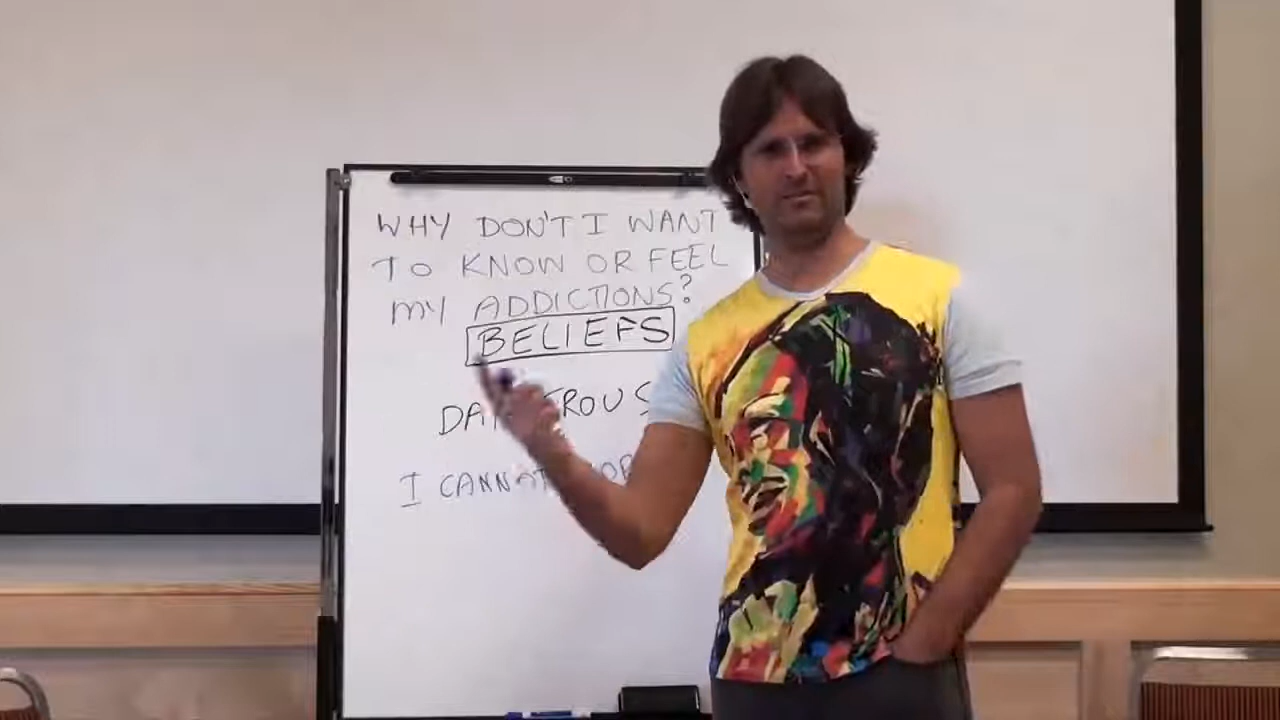 WHY DON'T I WANT
TO KNOW OR FEEL
MY ADDICTIONS?
BELIEFS
I